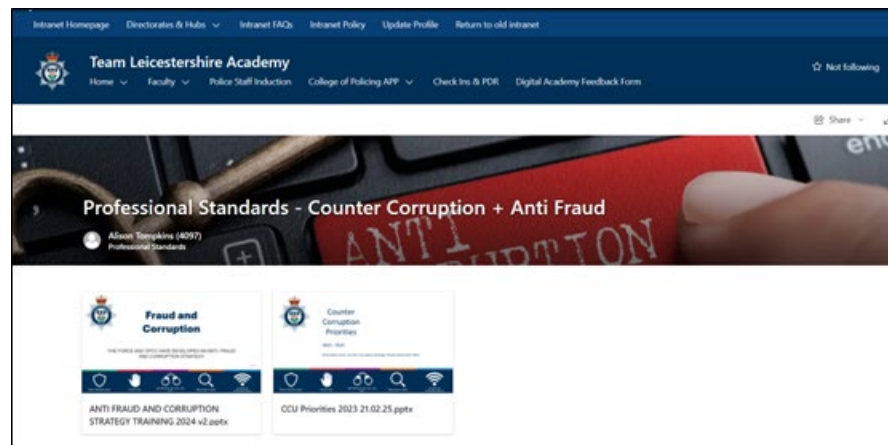 Intranet Homepage Directorates & Hubs Intranet FAQs Intranet Policy Update Profile Return to old intranet
Team Leicestershire Academy
Home Faculty Police Staff Induction College of Policing APP Check Ins & PDR Digital Academy Feedback Form
Not following
Share
Professional Standards - Counter Corruption + Anti Fraud
Alison Tompkins (4097)
Professional Standards
ANTI
Fraud and
Corruption
THE FORCE AND OPCC HAVE DEVELOPED AN ANTI FRAUD
AND CORRUPTION STRATEGY
Counter
Corruption
Priorities
ANTI FRAUD AND CORRUPTION
STRATEGY TRAINING 2024 v2.pptx
CCU Priorities 2023 21.02.25.pptx